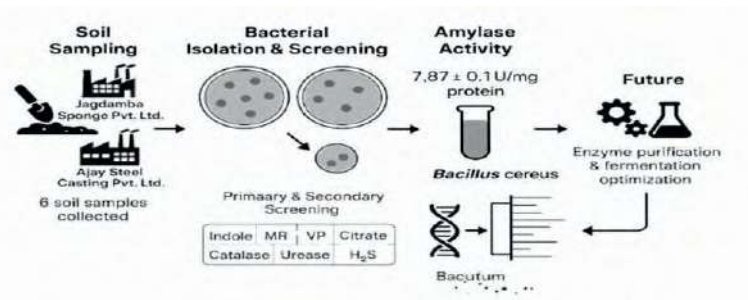 Soil
Sampling
Jagdamba
Sponge Pvt. Ltd.
Ajay Steel
Casting Pvt. Ltd.
6 soil samples
collected
Bacterial
Isolation & Screening
Primaary & Secondary
Screening
Indole MR VP Citrate
Catalase Urease H₂S
Amylase
Activity
7,87 ± 0.1U/mg
protein
Bacillus cereus
Bacutum
Future
Enzyme purification
& fermentation
optimization